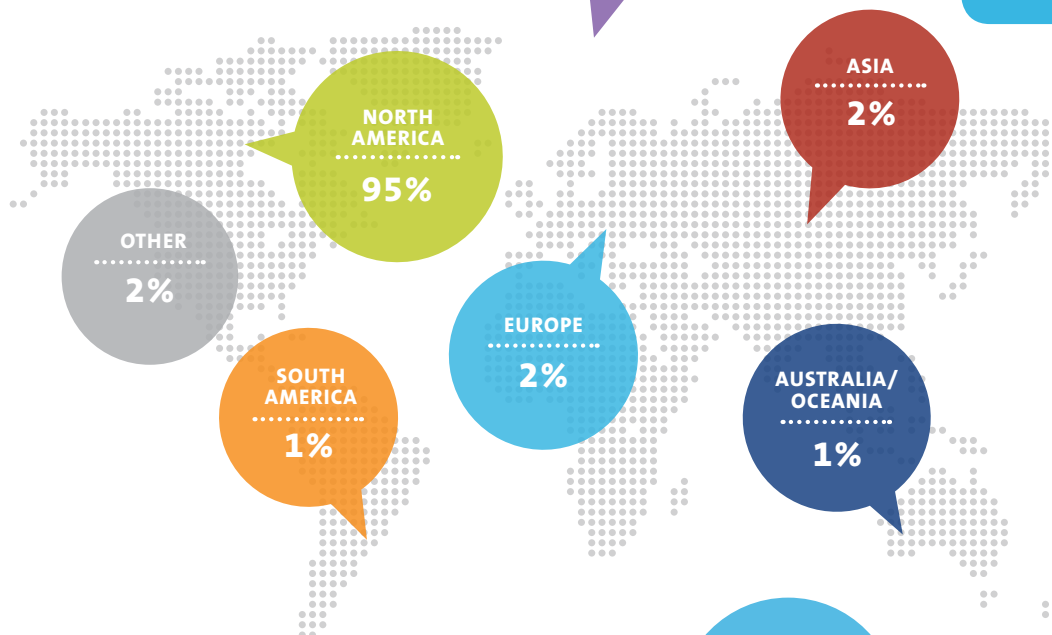 ASIA
2%
NORTH
AMERICA
95%
OTHER
2%
EUROPE
2%
SOUTH
AMERICA
1%
AUSTRALIA/
OCEANIA
1%